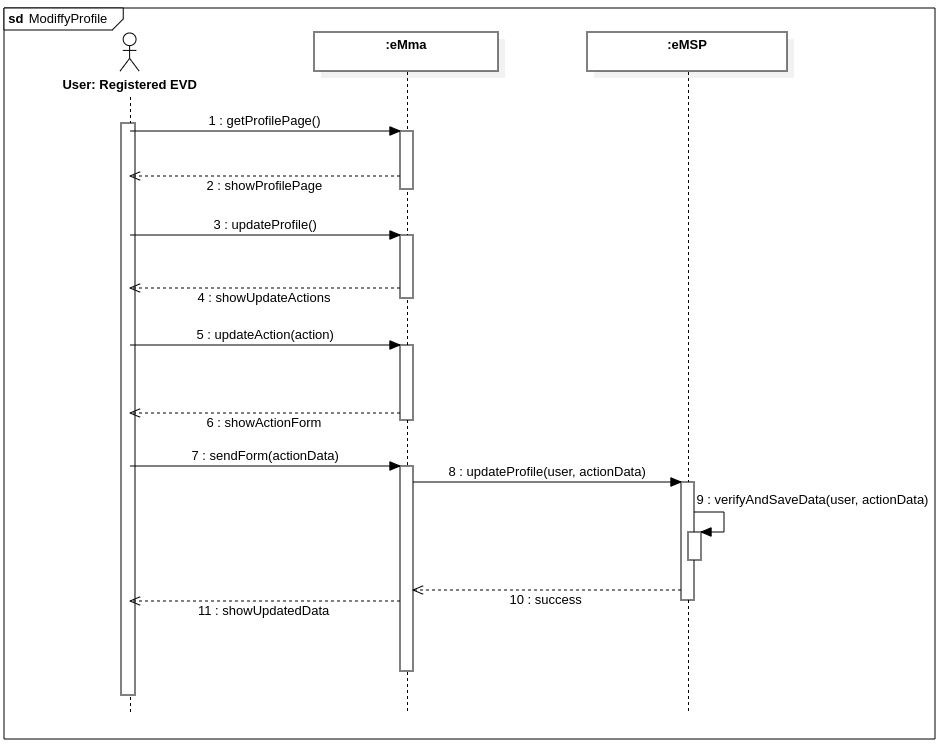 sd ModiffyProfile
:eMma
:eMSP
User: Registered EVD
1 : getProfilePage()
2 : showProfilePage
3 : updateProfile()
4 : showUpdateActions
5 : updateAction(action)
6 : showActionForm
7 : sendForm(actionData)
8 : updateProfile(user, actionData)
9 : verifyAndSaveData(user, actionData)
10 : success
11 : showUpdatedData